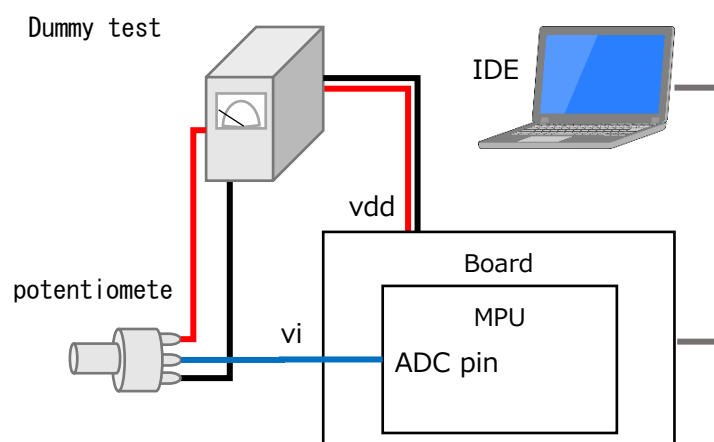 Dummy test
IDE
vdd
Board
potentiomete
MPU
vi
ADC pin